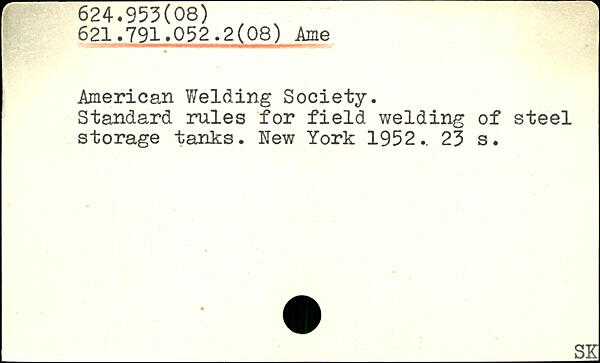 624.953(08)
621.791.052.2(08) Ame
American Welding Society.
Standard rules for field welding of steel
storage tanks. New York 1952. 23 s.
SK